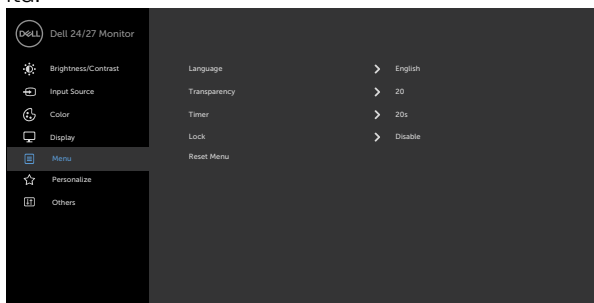 DELL Dell 24/27 Monitor
Brightness/Contrast
Language English
Input Source
Transparency 20
Color
Timer 20s
Display
Lock Disable
Menu
Reset Menu
Personalize
Others